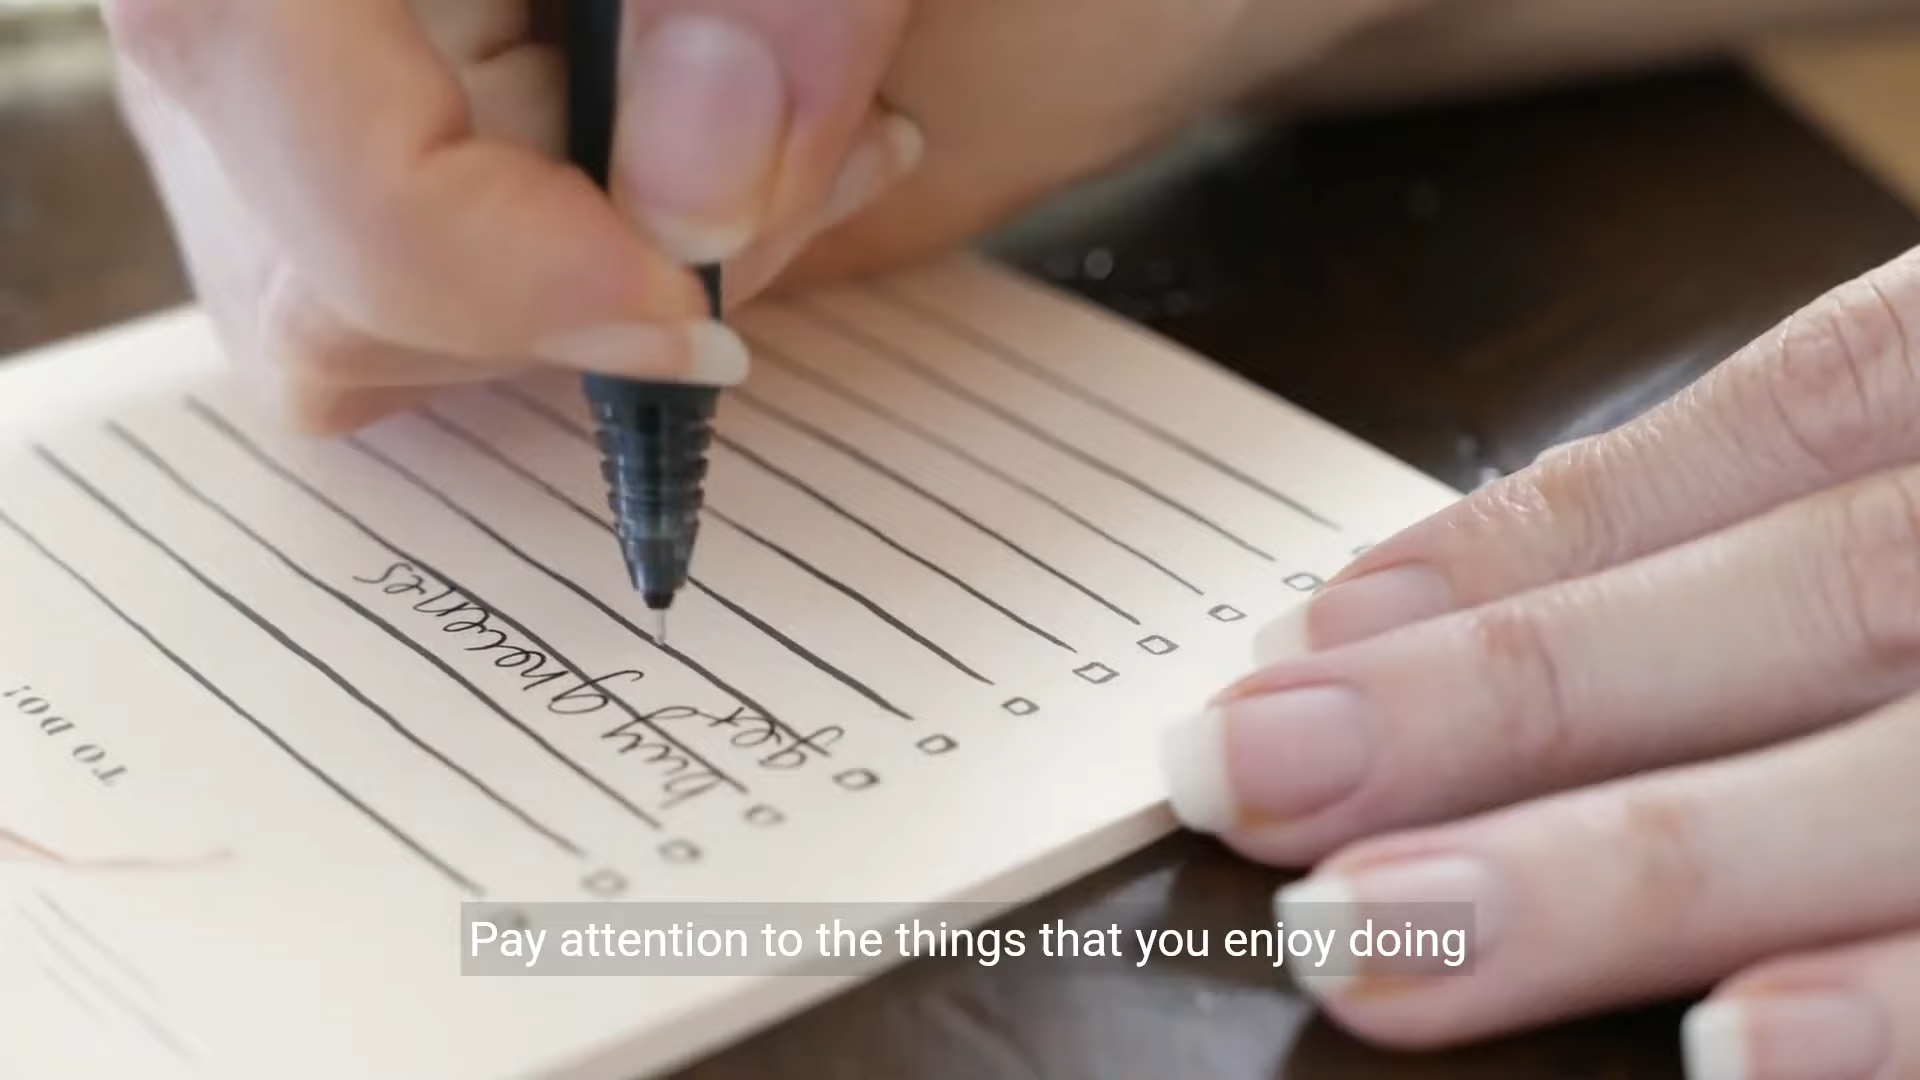 TO DO:
buy groceries
get
Pay attention to the things that you enjoy doing